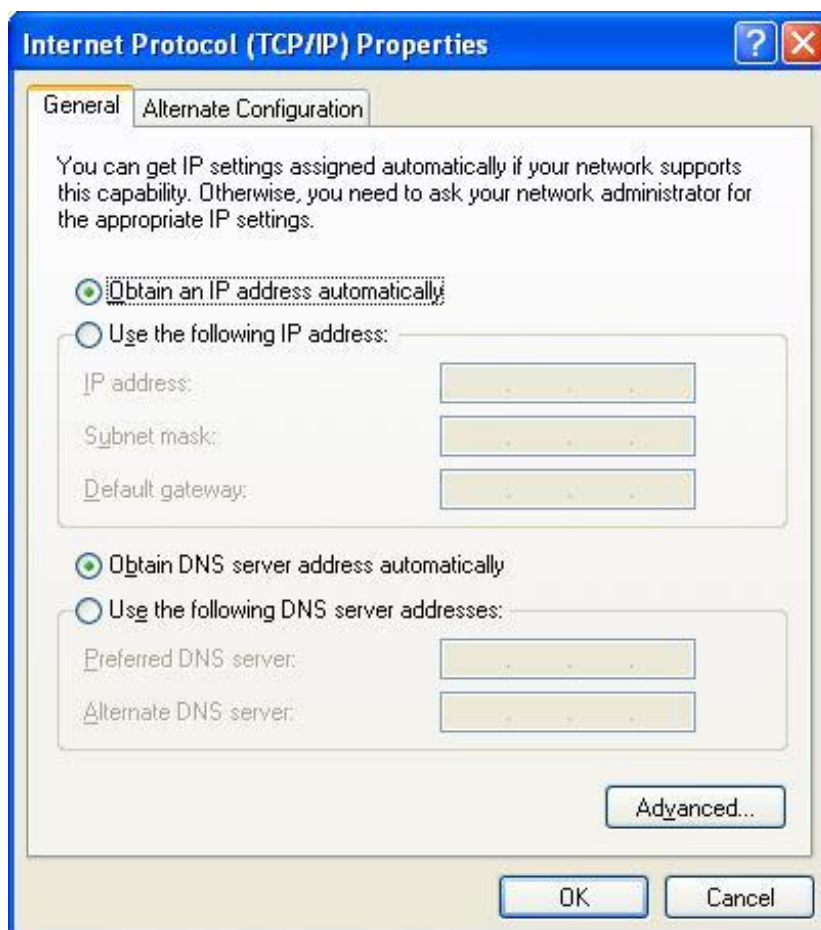 Internet Protocol (TCP/IP) Properties
General
Alternate Configuration
You can get IP settings assigned automatically if your network supports
this capability. Otherwise, you need to ask your network administrator for
the appropriate IP settings.
Obtain an IP address automatically
Use the following IP address:
IP address:
Subnet mask:
Default gateway:
Obtain DNS server address automatically
Use the following DNS server addresses:
Preferred DNS server:
Alternate DNS server:
Advanced...
OK
Cancel